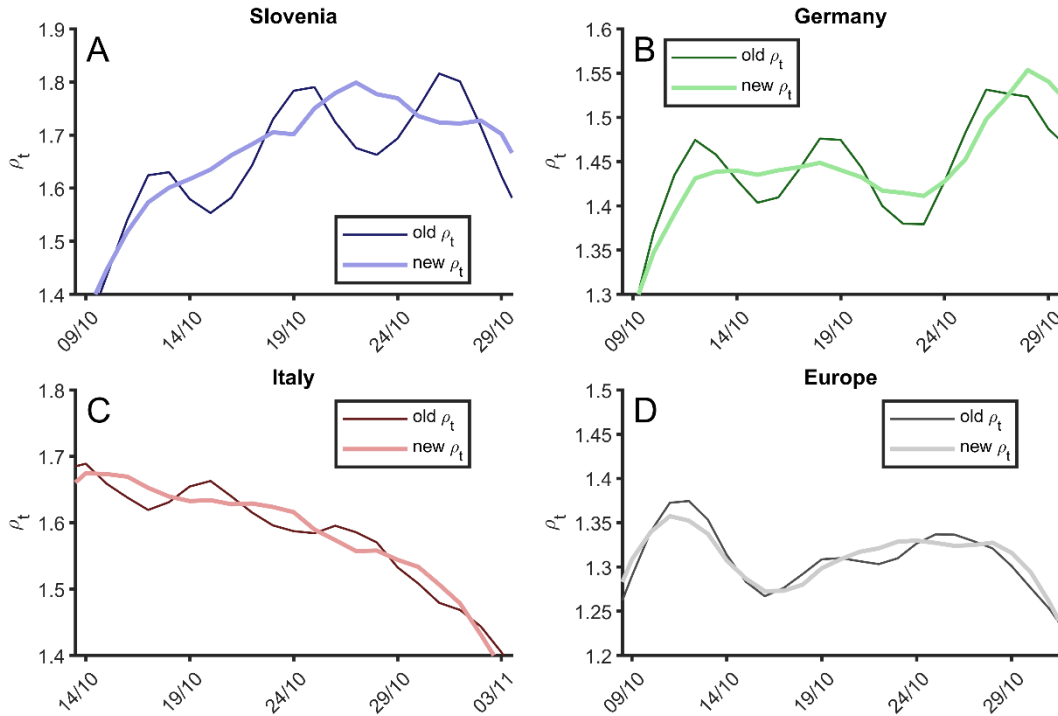 Slovenia
A
1.9
1.8
1.7
1.6
1.5
1.4
ρt
old ρt
new ρt
09/10
14/10
19/10
24/10
29/10
Germany
B
1.6
1.55
1.5
1.45
1.4
1.35
1.3
ρt
old ρt
new ρt
09/10
14/10
19/10
24/10
29/10
Italy
C
1.8
1.7
1.6
1.5
1.4
ρt
old ρt
new ρt
14/10
19/10
24/10
29/10
03/11
Europe
D
1.5
1.45
1.4
1.35
1.3
1.25
1.2
ρt
old ρt
new ρt
09/10
14/10
19/10
24/10
29/10